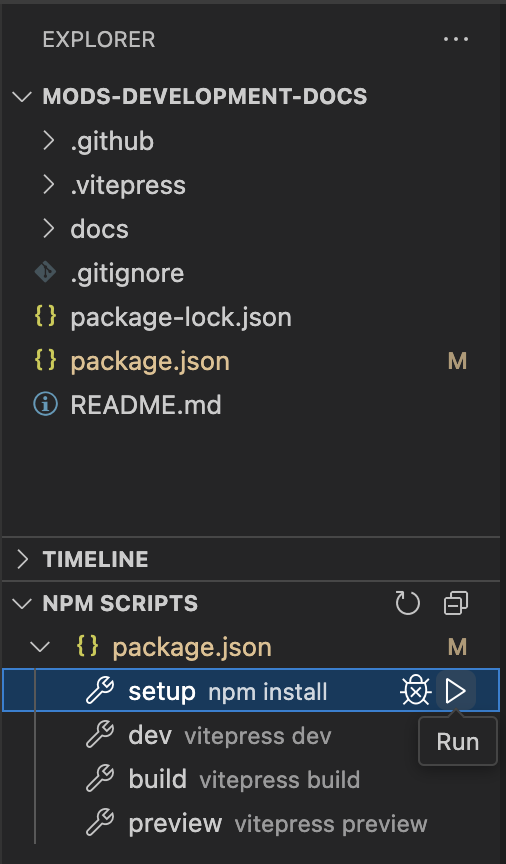 EXPLORER
MODS-DEVELOPMENT-DOCS
.github
.vitepress
docs
.gitignore
{} package-lock.json
{} package.json M
README.md
TIMELINE
NPM SCRIPTS
{} package.json M
setup npm install
dev vitepress dev
Run
build vitepress build
preview vitepress preview